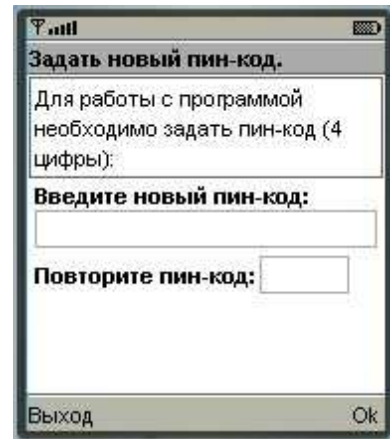 Задать новый пин-код.
Для работы с программой
необходимо задать пин-код (4
цифры):
Введите новый пин-код:
Повторите пин-код:
Выход Ok